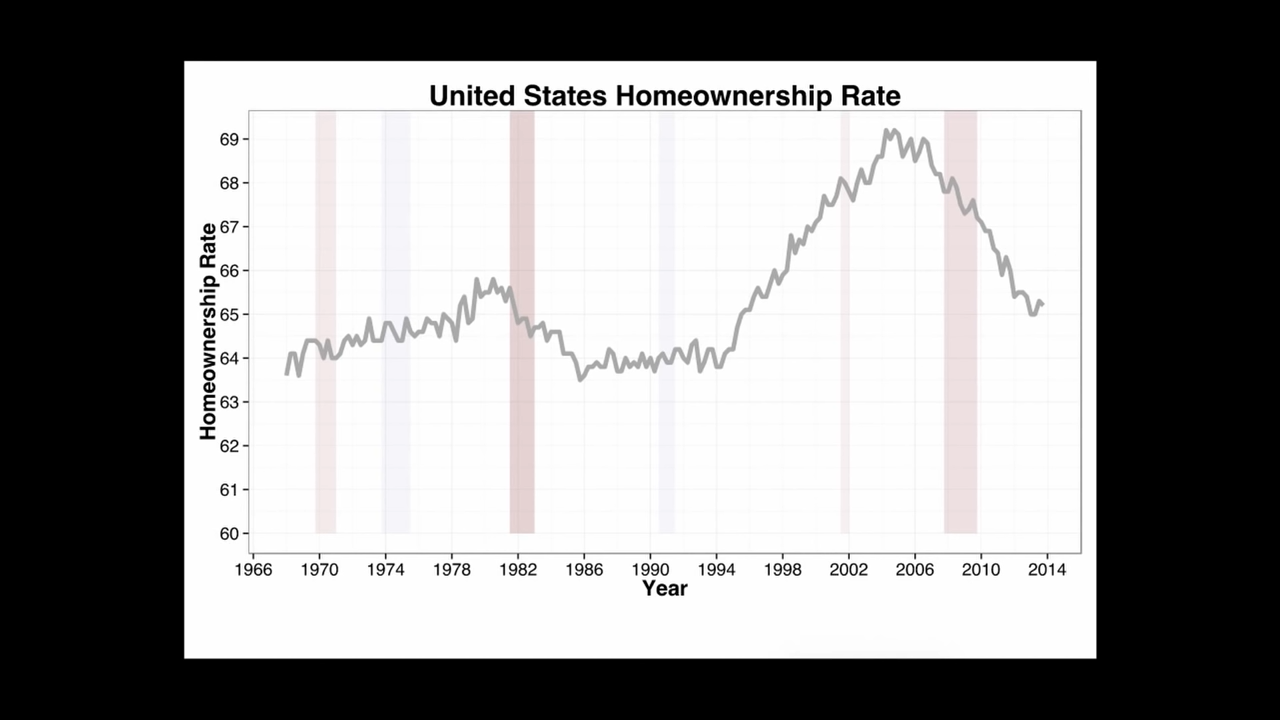 United States Homeownership Rate
Homeownership Rate
69
68
67
66
65
64
63
62
61
60
1966 1970 1974 1978 1982 1986 1990 1994 1998 2002 2006 2010 2014
Year